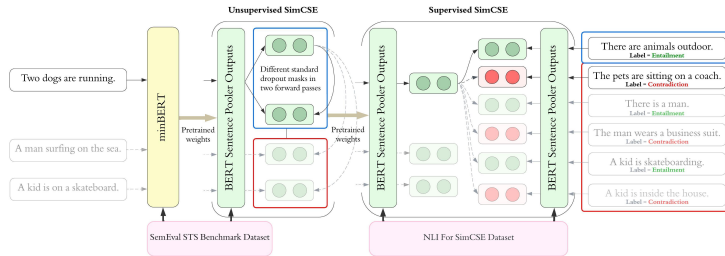 Unsupervised SimCSE
Supervised SimCSE
Two dogs are running.
A man surfing on the sea.
A kid is on a skateboard.
minBERT
Pretrained
weights
BERT Sentence Pooler Outputs
Different standard
dropout masks in
two forward passes
Pretrained
weights
BERT Sentence Pooler Outputs
BERT Sentence Pooler Outputs
There are animals outdoor.
Label = Entailment
The pets are sitting on a coach.
Label = Contradiction
There is a man.
Label = Entailment
The man wears a business suit.
Label = Contradiction
A kid is skateboarding.
Label = Entailment
A kid is inside the house.
Label = Contradiction
SemEval STS Benchmark Dataset
NLI For SimCSE Dataset